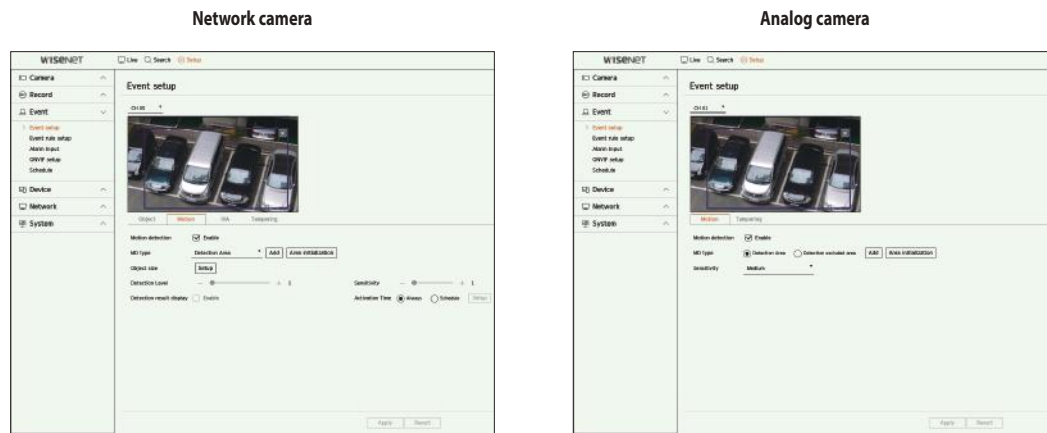 Network camera
WISENET
Live Search Setup
Camera
Record
Event
Event setup
Event rule setup
Alarm Input
ONVIF setup
Schedule
Device
Network
System
Event setup
Object Motion IVA Tampering
Motion detection Enable
MD type Detection Area Add Area initialization
Object size Setup
Detection Level 1 Sensitivity 1
Detection result display Enable Activation Time Always Schedule Setup
Apply Revert
Analog camera
WISENET
Live Search Setup
Camera
Record
Event
Event setup
Event rule setup
Alarm Input
ONVIF setup
Schedule
Device
Network
System
Event setup
CH 01
Motion Tampering
Motion detection Enable
MD type Detection Area Detection excluded area Add Area initialization
Sensitivity Medium
Apply Revert